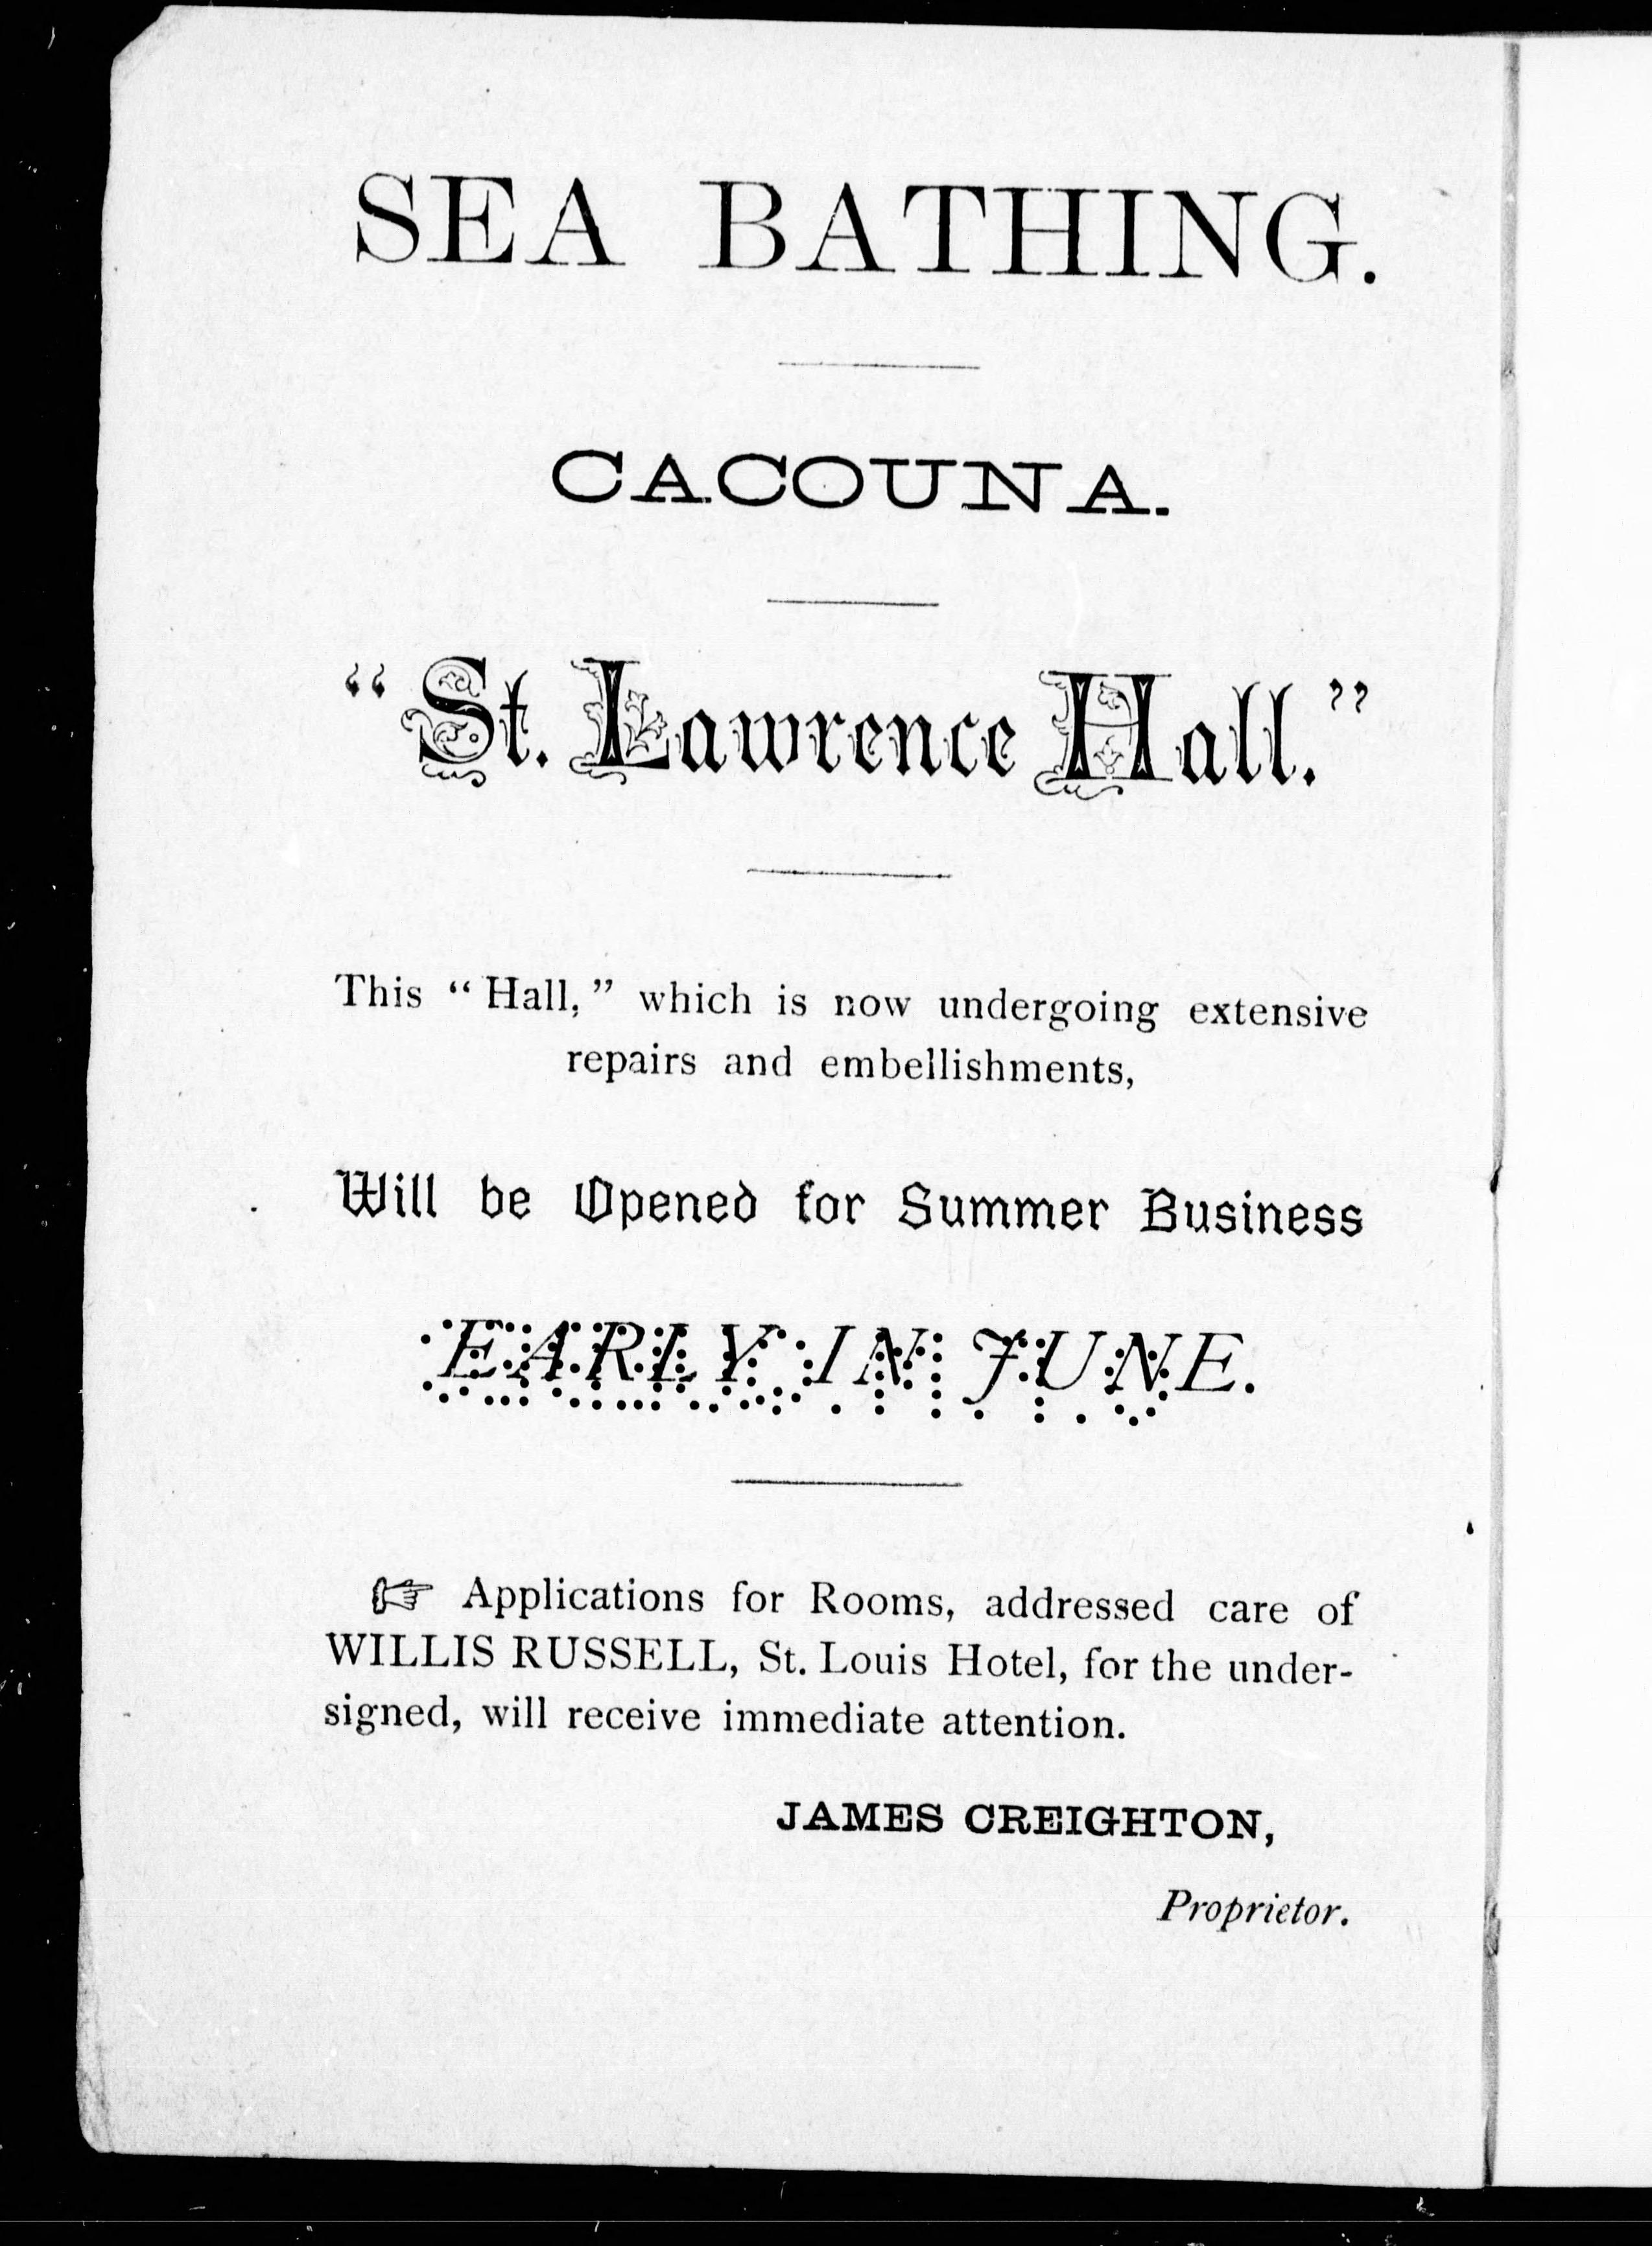 SEA BATHING.
CACOUNA.
“St. Lawrence Hall.”
This “Hall,” which is now undergoing extensive
repairs and embellishments,
Will be Opened for Summer Business
EARLY IN JUNE.
☞ Applications for Rooms, addressed care of
WILLIS RUSSELL, St. Louis Hotel, for the under-
signed, will receive immediate attention.
JAMES CREIGHTON,
Proprietor.